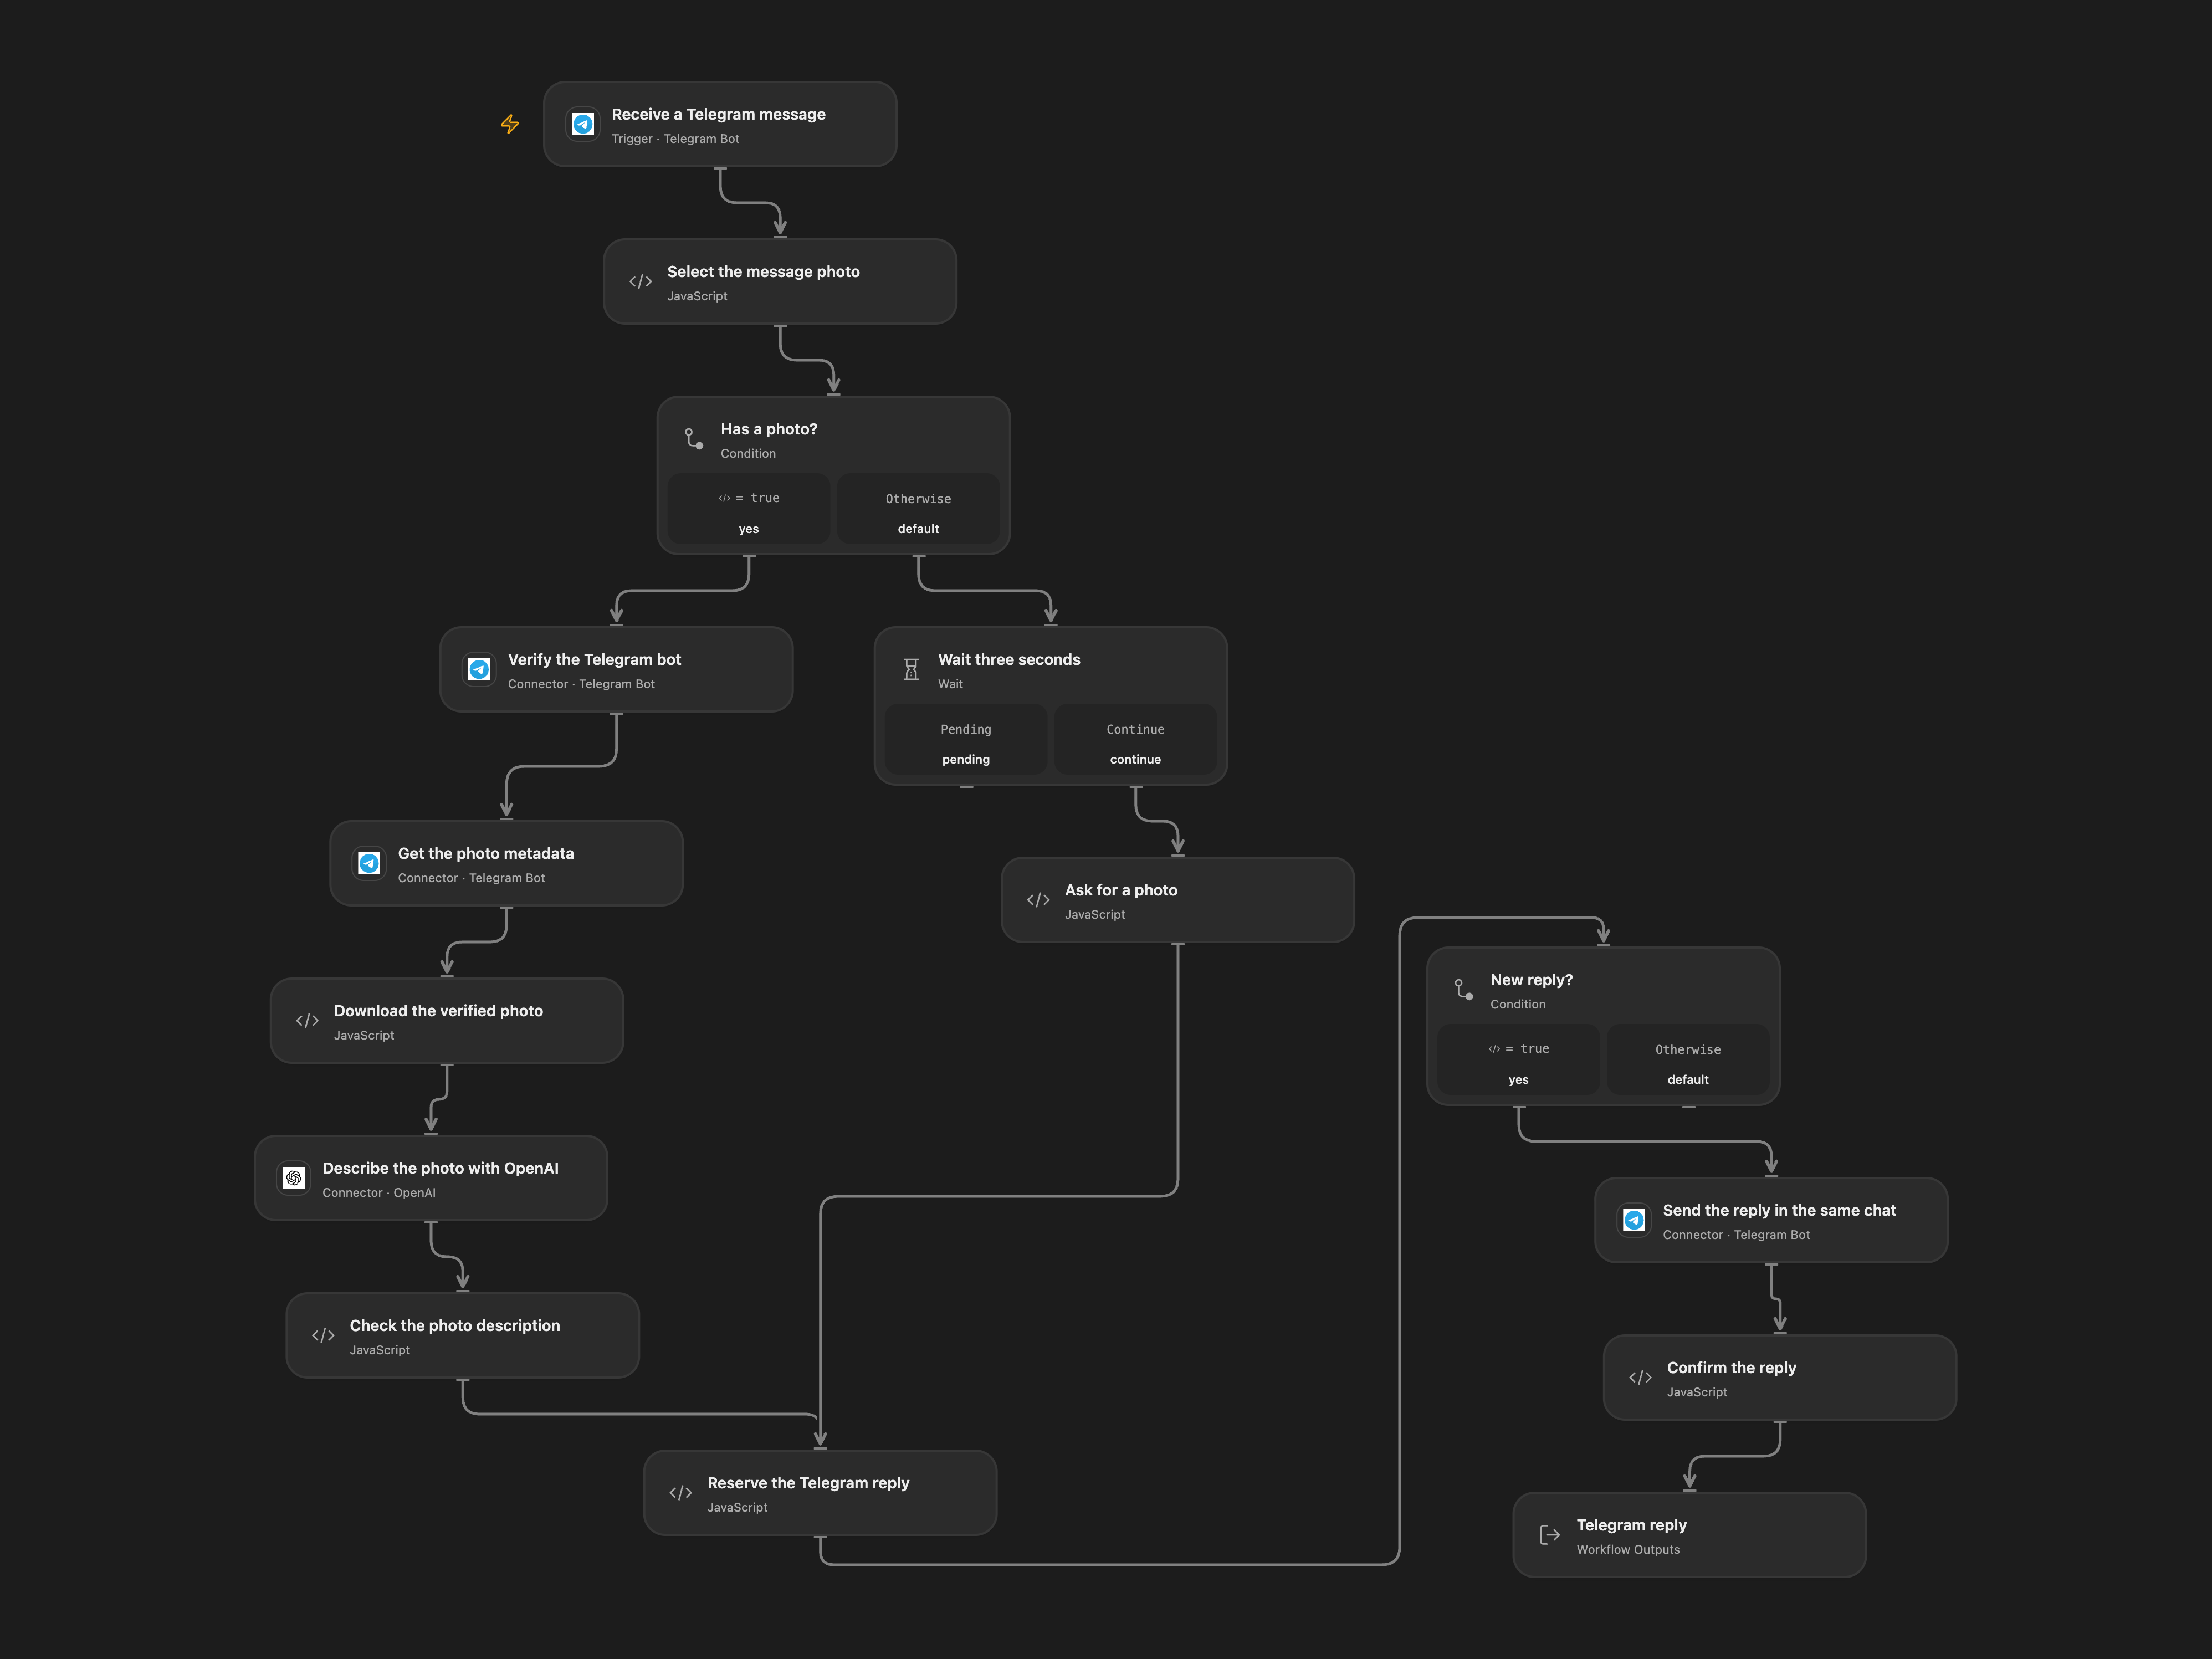 Receive a Telegram message
Trigger · Telegram Bot
Select the message photo
JavaScript
Has a photo?
Condition
</> = true
yes
Otherwise
default
Verify the Telegram bot
Connector · Telegram Bot
Wait three seconds
Wait
Pending
pending
Continue
continue
Get the photo metadata
Connector · Telegram Bot
Ask for a photo
JavaScript
New reply?
Condition
</> = true
yes
Otherwise
default
Download the verified photo
JavaScript
Describe the photo with OpenAI
Connector · OpenAI
Send the reply in the same chat
Connector · Telegram Bot
Check the photo description
JavaScript
Confirm the reply
JavaScript
Reserve the Telegram reply
JavaScript
Telegram reply
Workflow Outputs